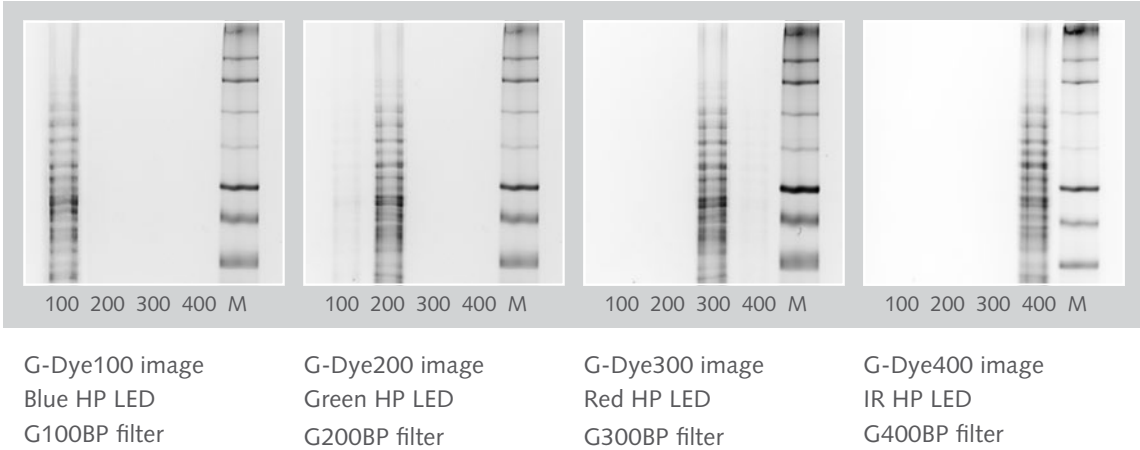 100 200 300 400 M
100 200 300 400 M
100 200 300 400 M
100 200 300 400 M
G-Dye100 image
Blue HP LED
G100BP filter
G-Dye200 image
Green HP LED
G200BP filter
G-Dye300 image
Red HP LED
G300BP filter
G-Dye400 image
IR HP LED
G400BP filter